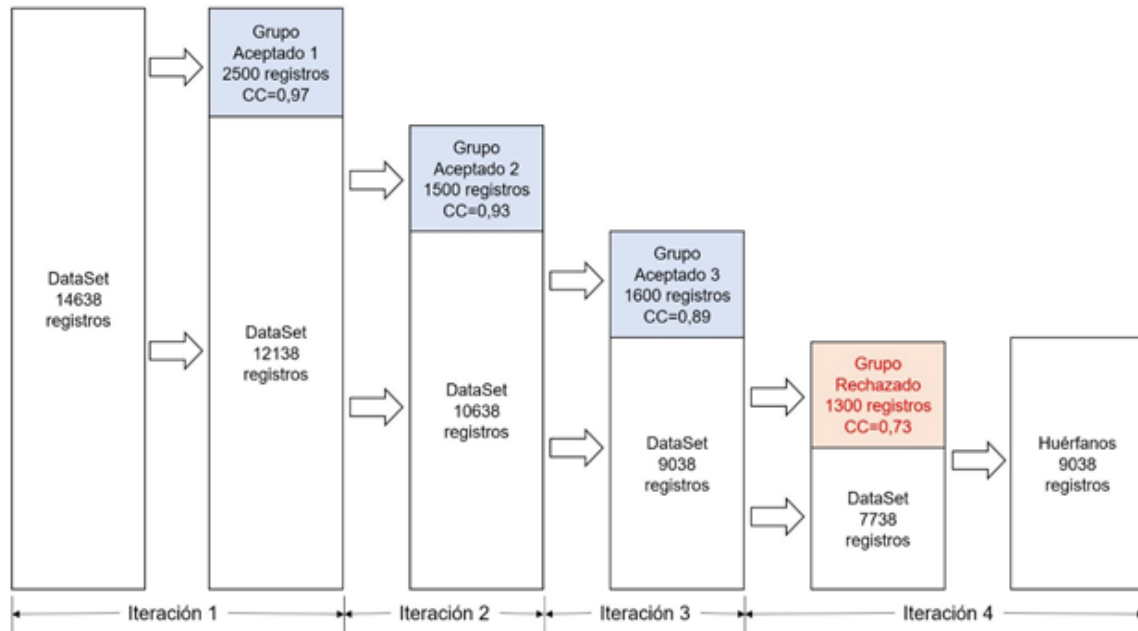 Grupo
Aceptado 1
2500 registros
CC=0,97
DataSet
14638
registros
DataSet
12138
registros
Grupo
Aceptado 2
1500 registros
CC=0,93
DataSet
10638
registros
Grupo
Aceptado 3
1600 registros
CC=0,89
DataSet
9038
registros
Grupo
Rechazado
1300 registros
CC=0,73
DataSet
7738
registros
Huérfanos
9038
registros
Iteración 1
Iteración 2
Iteración 3
Iteración 4